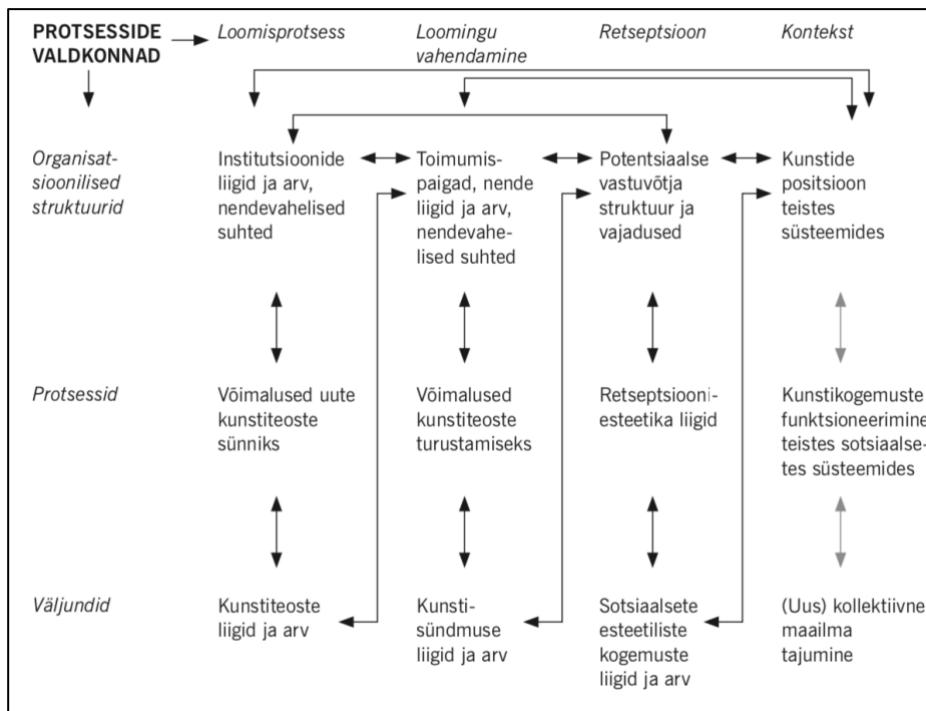 PROTSESSIDE
VALDKONNAD
Loomisprotsess
Loomingu
vahendamine
Retseptsioon
Kontekst
Organisat-
sioonilised
struktuurid
Institutsioonide
liigid ja arv,
nendevahelised
suhted
Toimumis-
paigad, nende
liigid ja arv,
nendevahe-
lised suhted
Potentsiaalse
vastuvõtja
struktuur ja
vajadused
Kunstide
positsioon
teistes
süsteemides
Protsessid
Võimalused uute
kunstiteoste
sünniks
Võimalused
kunstiteoste
turustamiseks
Retseptsiooni-
esteetika liigid
Kunstikogemuste
funktsioneerimine
teistes sotsiaalse-
tes süsteemides
Väljundid
Kunstiteoste
liigid ja arv
Kunsti-
sündmuse
liigid ja arv
Sotsiaalsete
esteetiliste
kogemuste
liigid ja arv
(Uus) kollektiivne
maailma
tajumine